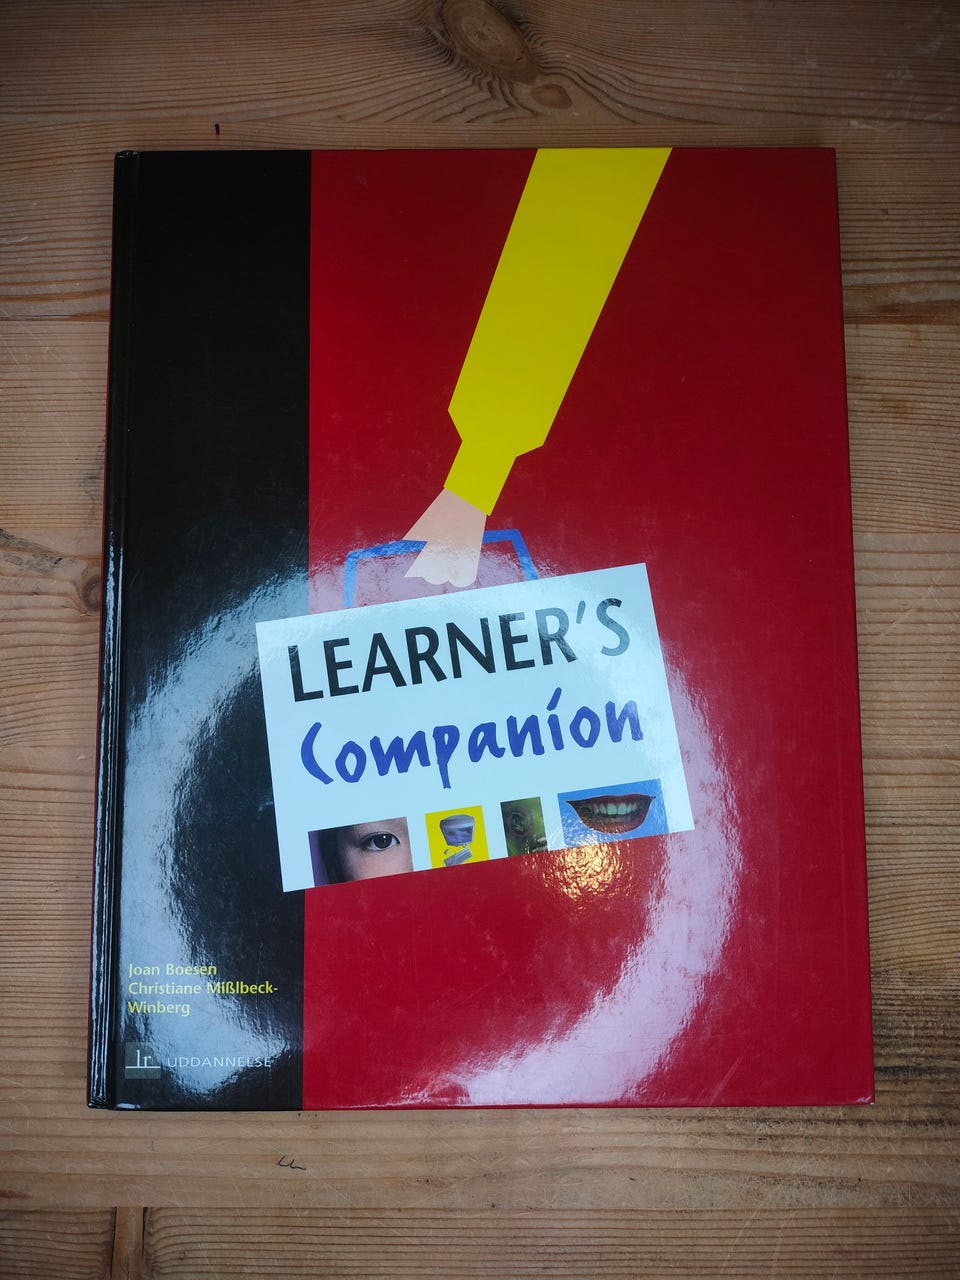 LEARNER'S
Companion
Joan Boesen
Christiane Mißlbeck-
Winberg
lr UDDANNELSE